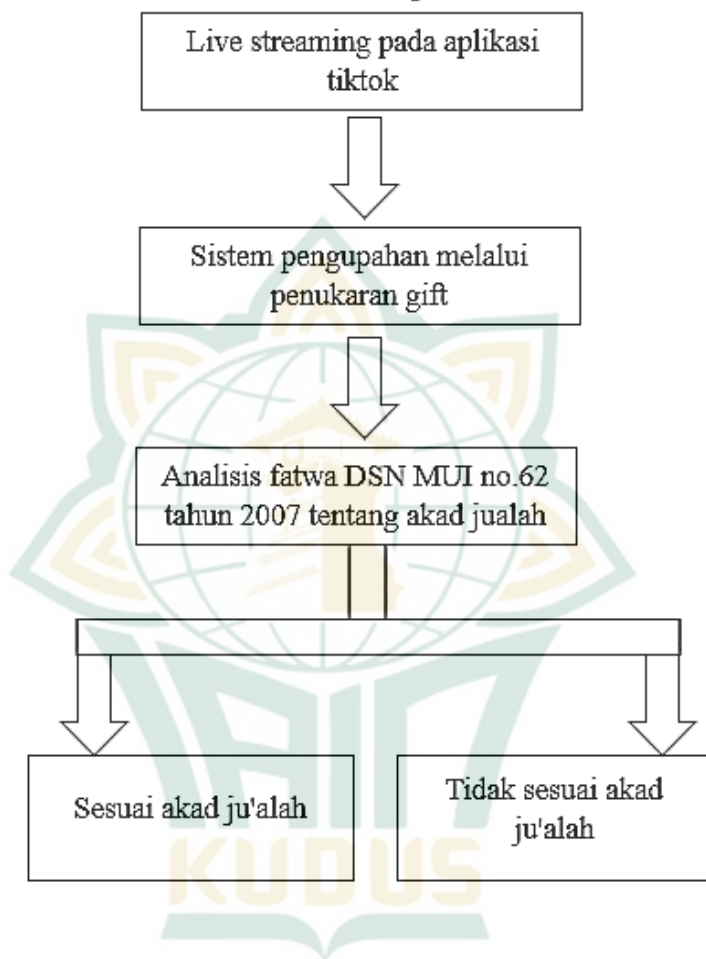 Live streaming pada aplikasi
tiktok
Sistem pengupahan melalui
penukaran gift
Analisis fatwa DSN MUI no.62
tahun 2007 tentang akad jualah
Sesuai akad ju'alah
Tidak sesuai akad
ju'alah
IAIN
KUDUS